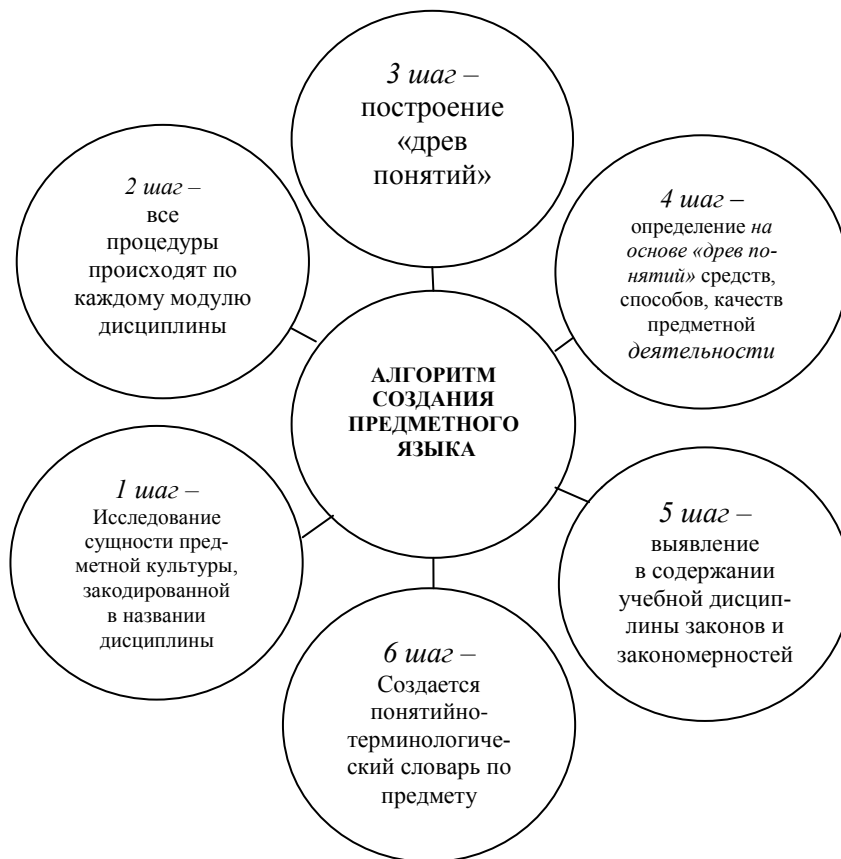 3 шаг –
построение
«древ
понятий»
2 шаг –
все
процедуры
происходят по
каждому модулю
дисциплины
4 шаг –
определение на
основе «древ по-
нятий» средств,
способов, качеств
предметной
деятельности
АЛГОРИТМ
СОЗДАНИЯ
ПРЕДМЕТНОГО
ЯЗЫКА
1 шаг –
Исследование
сущности пред-
метной культуры,
закодированной
в названии
дисциплины
5 шаг –
выявление
в содержании
учебной дисцип-
лины законов и
закономерностей
6 шаг –
Создается
понятийно-
терминологиче-
ский словарь по
предмету